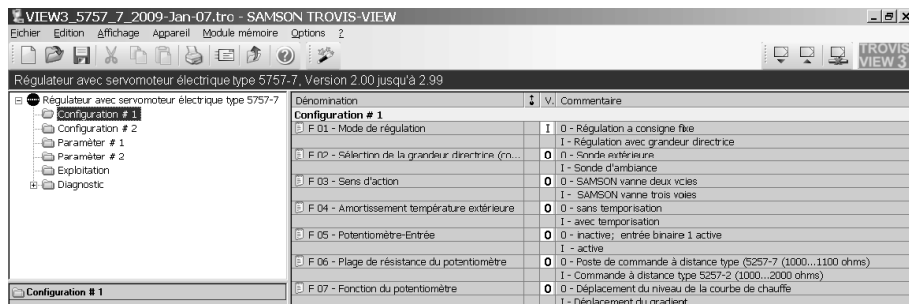 VIEW3_5757_7_2009-Jan-07.tro - SAMSON TROVIS-VIEW
Eichier Edition Affichage Appareil Module mémoire Options ?
TROVIS
VIEW 3
Régulateur avec servomoteur électrique type 5757-7, Version 2.00 jusqu'à 2.99
Régulateur avec servomoteur électrique type 5757-7
Configuration # 1
Configuration # 2
Paramèter # 1
Paramèter # 2
Exploitation
Diagnostic
Configuration # 1
Dénomination V. Commentaire
Configuration # 1
F 01 - Mode de régulation I 0 - Régulation a consigne fixe
I - Régulation avec grandeur directrice
F 02 - Sélection de la grandeur directrice (co... 0 0 - Sonde extérieure
I - Sonde d'ambiance
F 03 - Sens d'action 0 0 - SAMSON vanne deux voies
I - SAMSON vanne trois voies
F 04 - Amortissement température extérieure 0 0 - sans temporisation
I - avec temporisation
F 05 - Potentiomètre-Entrée 0 0 - inactive; entrée binaire 1 active
I - active
F 06 - Plage de résistance du potentiomètre 0 0 - Poste de commande à distance type (5257-7 (1000...1100 ohms)
I - Commande à distance type 5257-2 (1000...2000 ohms)
F 07 - Fonction du potentiomètre 0 0 - Déplacement du niveau de la courbe de chauffe
I - Déplacement du gradient